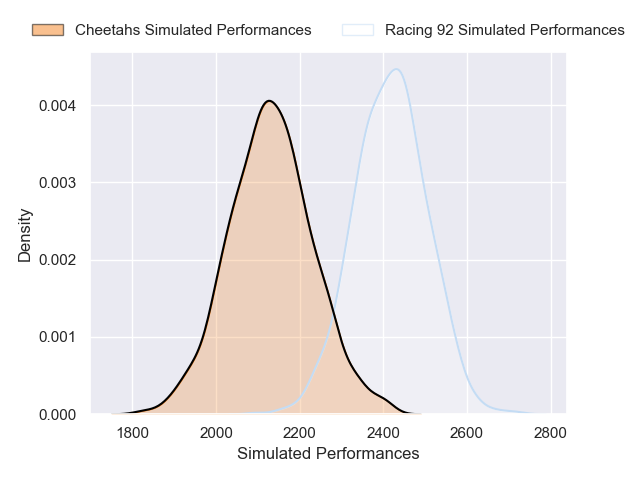 Cheetahs Simulated Performances Racing 92 Simulated Performances
0.004
0.003
0.002
0.001
0.000
Density
1800 2000 2200 2400 2600 2800
Simulated Performances